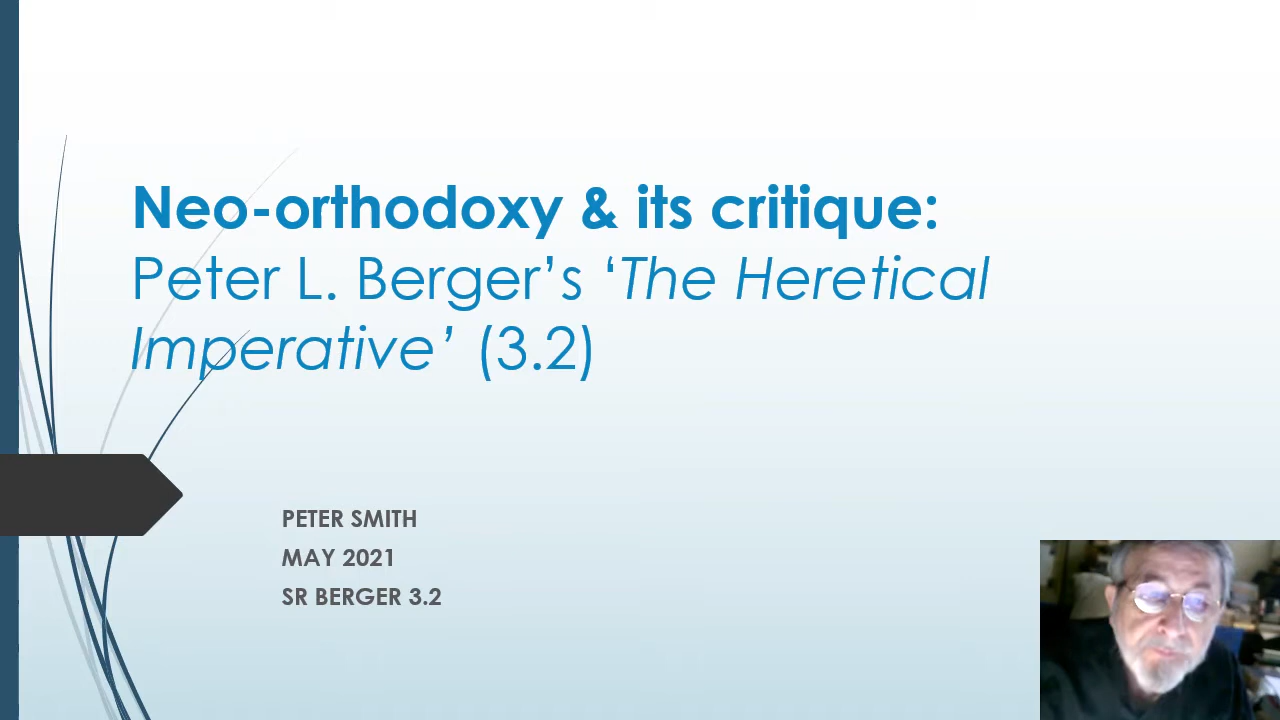 Neo-orthodoxy & its critique:
Peter L. Berger’s ‘The Heretical
Imperative’ (3.2)
PETER SMITH
MAY 2021
SR BERGER 3.2